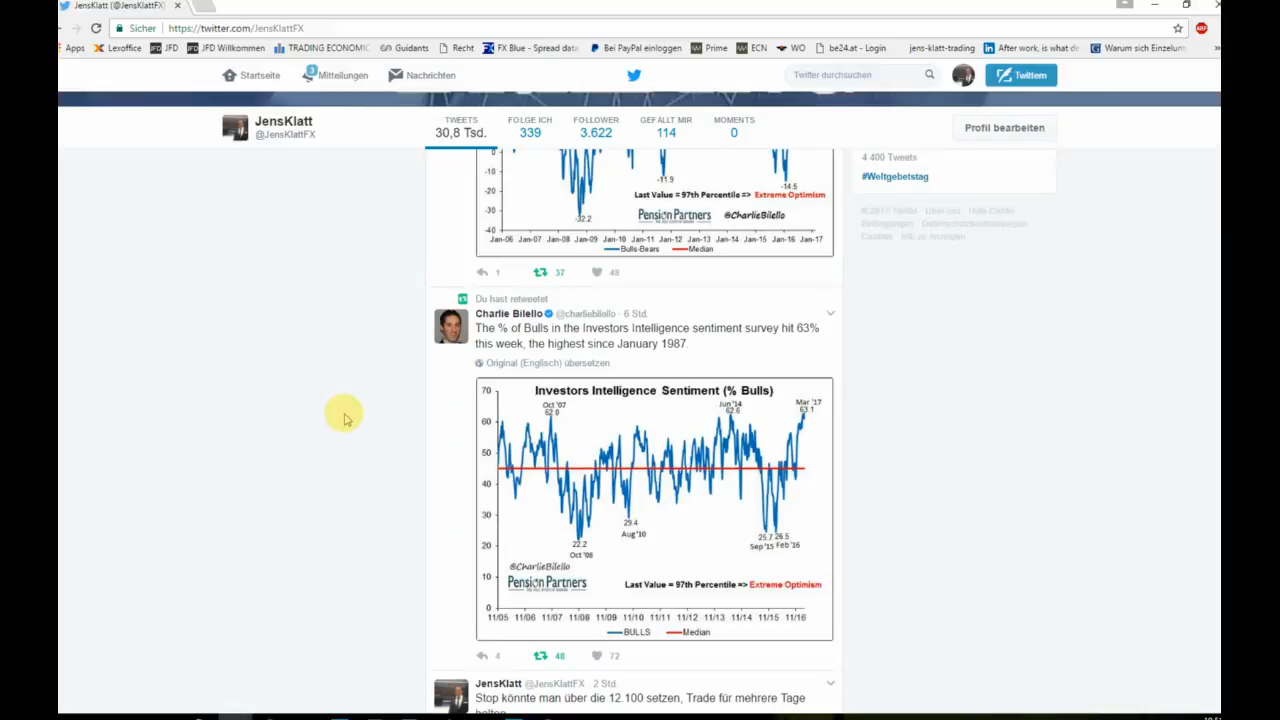 JensKlatt (@JensKlattFX)
Sicher | https://twitter.com/JensKlattFX
Apps Lexoffice JFD JFD Willkommen TRADING ECONOMIC Guidants Recht FX Blue - Spread data Bei PayPal einloggen Prime ECN WO be24.at - Login jens-klatt-trading After work, is what de Warum sich Einzelunt
Startseite 3 Mitteilungen Nachrichten Twitter durchsuchen Twittern
JensKlatt
@JensKlattFX
TWEETS FOLGE ICH FOLLOWER GEFÄLLT MIR MOMENTS
30,8 Tsd. 339 3.622 114 0
Profil bearbeiten
4 400 Tweets
#Weltgebetstag
Über uns
Info zu Anzeigen
0
-10
-20
-30
-40
-11.9
-14.5
-32.2
Last Value = 97th Percentile => Extreme Optimism
Pension Partners @CharlieBilello
Jan-06 Jan-07 Jan-08 Jan-09 Jan-10 Jan-11 Jan-12 Jan-13 Jan-14 Jan-15 Jan-16 Jan-17
Bulls-Bears Median
1 37 48
Du hast retweetet
Charlie Bilello @charliebilello - 6 Std.
The % of Bulls in the Investors Intelligence sentiment survey hit 63%
this week, the highest since January 1987.
Original (Englisch) übersetzen
Investors Intelligence Sentiment (% Bulls)
70
60
50
40
30
20
10
0
Oct '07
62.0
Jun '14
62.6
Mar '17
63.1
29.4
Aug '10
22.2
Oct '08
25.7 26.5
Sep '15 Feb '16
@CharlieBilello
Pension Partners
Last Value = 97th Percentile => Extreme Optimism
11/05 11/06 11/07 11/08 11/09 11/10 11/11 11/12 11/13 11/14 11/15 11/16
BULLS Median
4 48 72
JensKlatt @JensKlattFX 2 Std.
Stop könnte man über die 12.100 setzen, Trade für mehrere Tage
halten